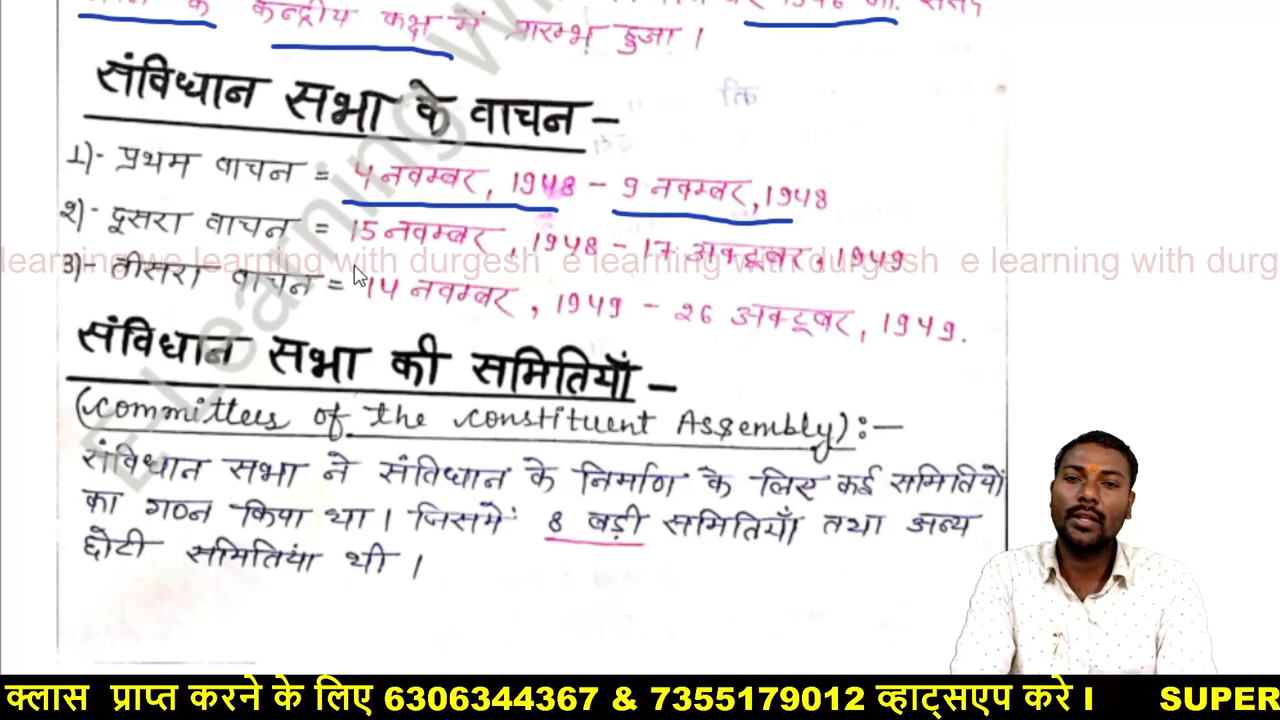 केन्द्रीय कक्ष में प्रारम्भ हुआ ।
संविधान सभा के वाचन –
1)- प्रथम वाचन = 4 नवम्बर, 1948 – 9 नवम्बर, 1948
2)- दूसरा वाचन = 15 नवम्बर, 1948 – 17 अक्टूबर, 1949
3)- तीसरा वाचन = 14 नवम्बर, 1949 – 26 अक्टूबर, 1949.
संविधान सभा की समितियाँ –
(Committees of the Constituent Assembly):–
संविधान सभा ने संविधान के निर्माण के लिए कई समितियों
का गठन किया था । जिसमें 8 बड़ी समितियाँ तथा अन्य
छोटी समितियां थी ।
e learning with durgesh e learning with durg
E-Learning w
क्लास प्राप्त करने के लिए 6306344367 & 7355179012 व्हाट्सएप करे I SUPER